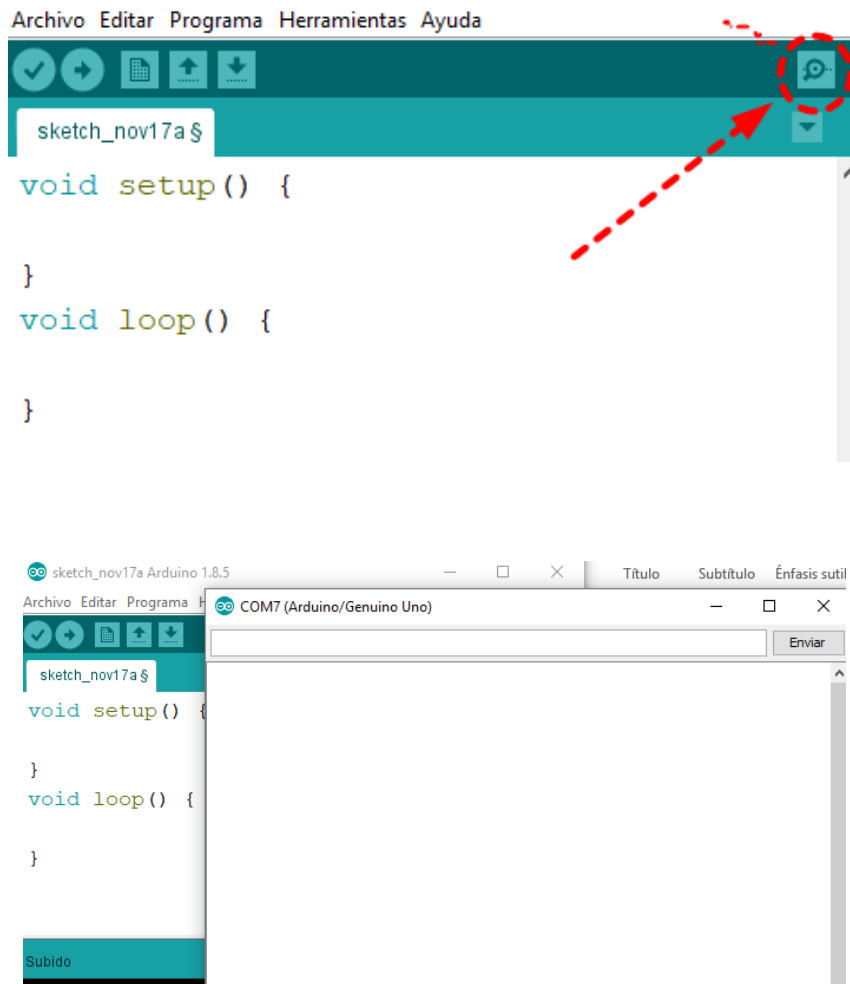 Archivo Editar Programa Herramientas Ayuda
sketch_nov17a §
void setup() {
}
void loop() {
}
sketch_nov17a Arduino 1.8.5
Título Subtítulo Énfasis sutil
Archivo Editar Programa H
COM7 (Arduino/Genuino Uno)
Enviar
sketch_nov17a §
void setup() {
}
void loop() {
}
Subido